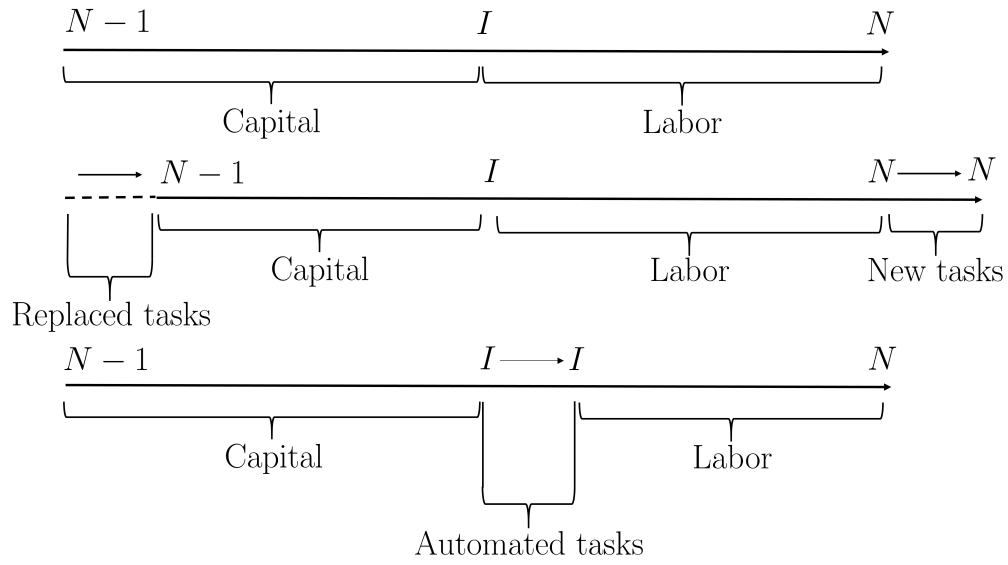 N − 1 I N
Capital Labor
N − 1 I N N
Capital Labor New tasks
Replaced tasks
N − 1 I I N
Capital Labor
Automated tasks